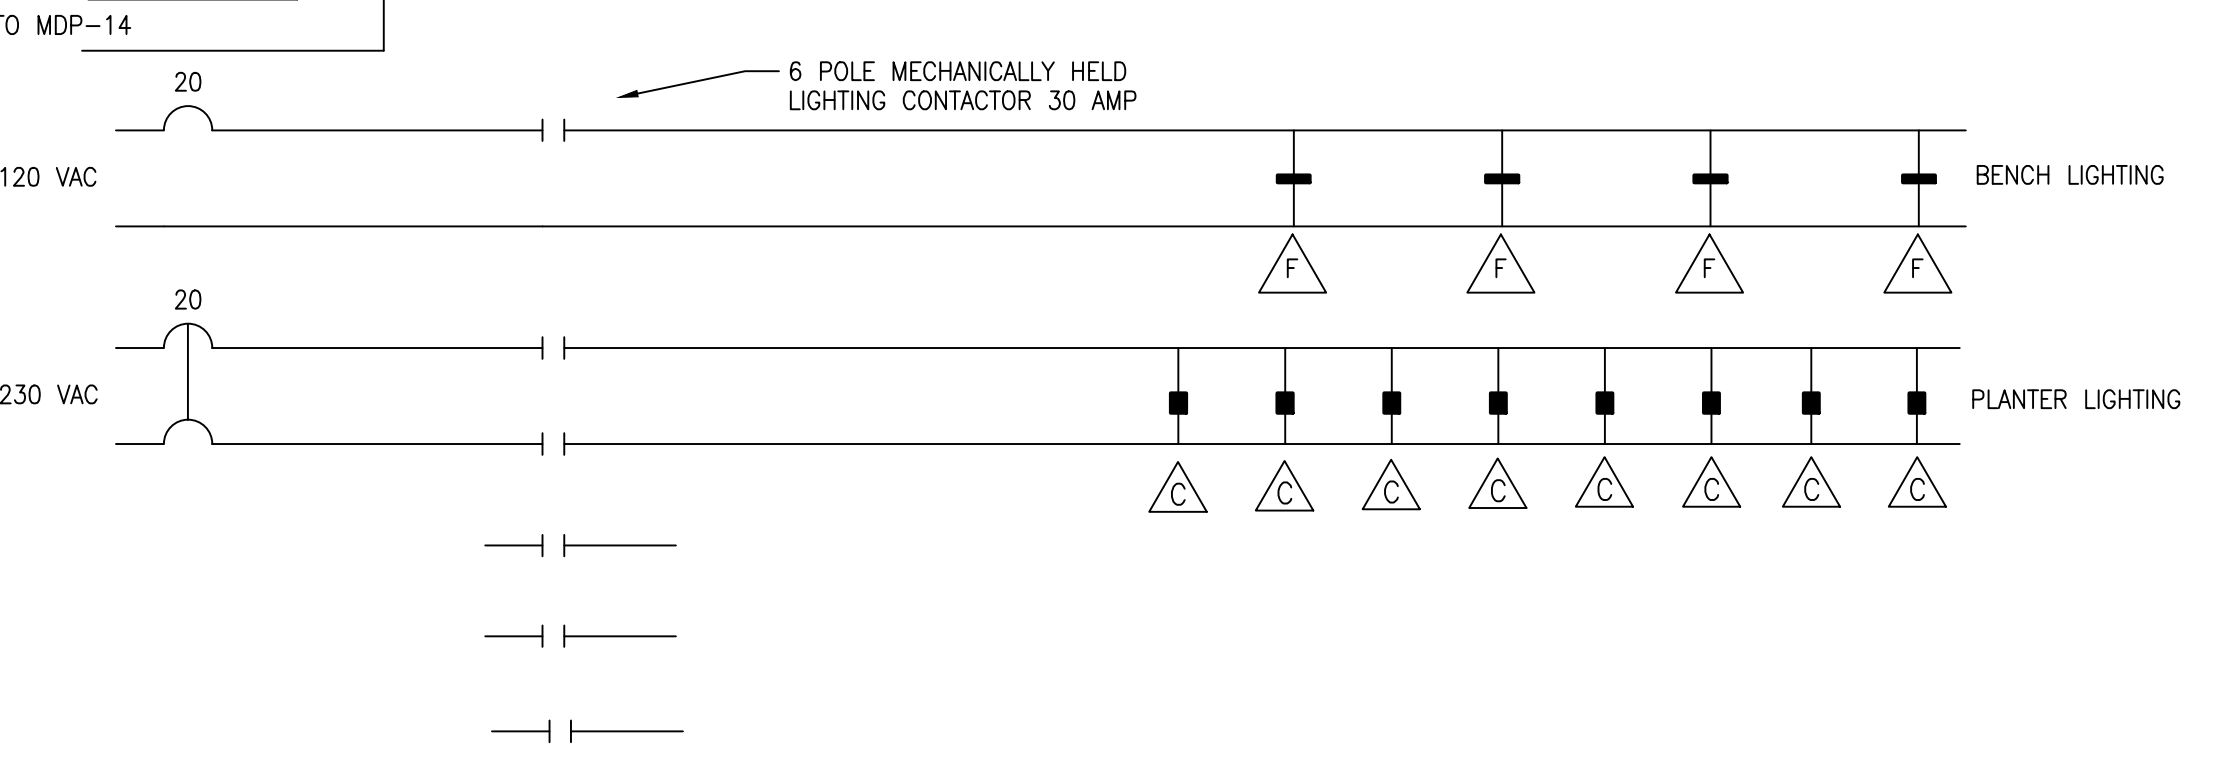 TO MDP-14
20
6 POLE MECHANICALLY HELD
LIGHTING CONTACTOR 30 AMP
120 VAC
BENCH LIGHTING
F F F F
20
230 VAC
PLANTER LIGHTING
C C C C C C C C